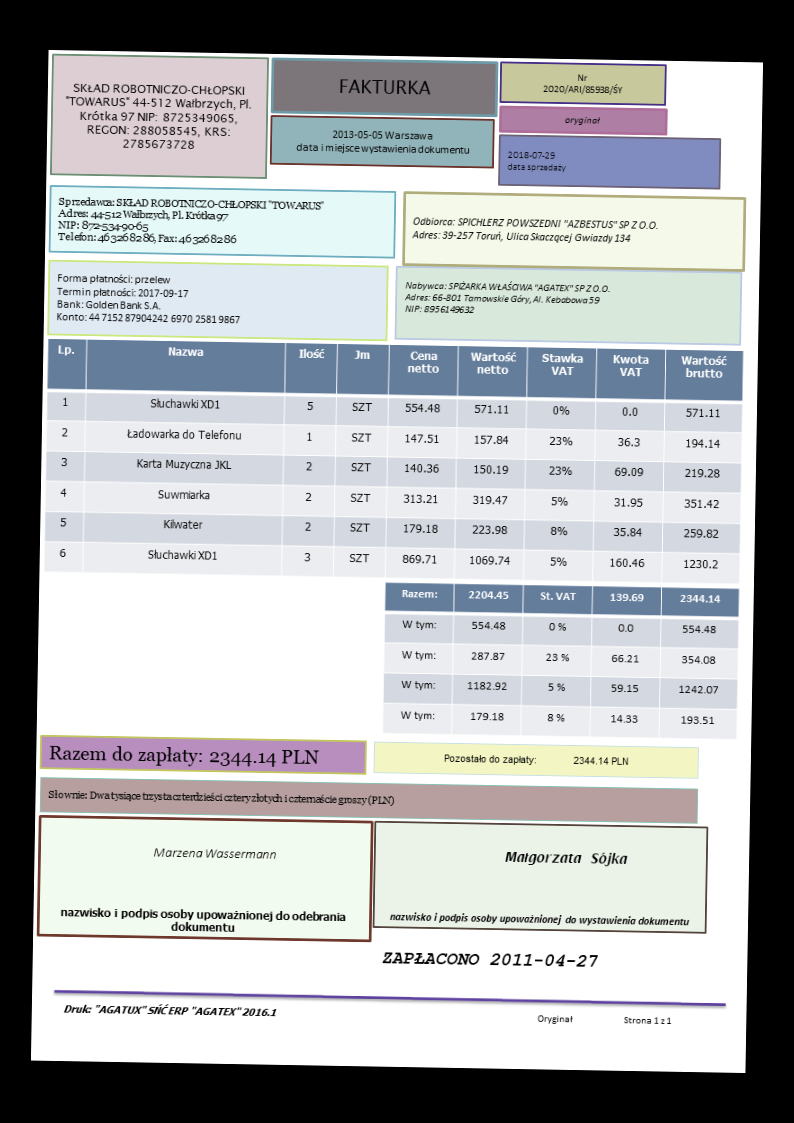 SKŁAD ROBOTNICZO-CHŁOPSKI
"TOWARUS" 44-512 Wałbrzych, Pl.
Krótka 97 NIP: 8725349065,
REGON: 288058545, KRS:
2785673728
FAKTURKA
2013-05-05 Warszawa
data i miejsce wystawienia dokumentu
Nr
2020/ARI/85938/ŚY
oryginał
2018-07-29
data sprzedaży
Sprzedawca: SKŁAD ROBOTNICZO-CHŁOPSKI "TOWARUS"
Adres: 44-512 Wałbrzych, Pl. Krótka 97
NIP: 872-534-90-65
Telefon: 463268286, Fax: 463268286
Odbiorca: SPICHLERZ POWSZEDNI "AZBESTUS" SP Z O.O.
Adres: 39-257 Toruń, Ulica Skaczącej Gwiazdy 134
Forma płatności: przelew
Termin płatności: 2017-09-17
Bank: Golden Bank S.A.
Konto: 44 7152 87904242 6970 2581 9867
Nabywca: SPIŻARKA WŁAŚCIWA "AGATEX" SP Z O.O.
Adres: 66-801 Tarnowskie Góry, Al. Kebabowa 59
NIP: 8956149632
Lp. Nazwa Ilość Jm Cena netto Wartość netto Stawka VAT Kwota VAT Wartość brutto
1 Słuchawki XD1 5 SZT 554.48 571.11 0% 0.0 571.11
2 Ładowarka do Telefonu 1 SZT 147.51 157.84 23% 36.3 194.14
3 Karta Muzyczna JKL 2 SZT 140.36 150.19 23% 69.09 219.28
4 Suwmiarka 2 SZT 313.21 319.47 5% 31.95 351.42
5 Kilwater 2 SZT 179.18 223.98 8% 35.84 259.82
6 Słuchawki XD1 3 SZT 869.71 1069.74 5% 160.46 1230.2
Razem: 2204.45 St. VAT 139.69 2344.14
W tym: 554.48 0 % 0.0 554.48
W tym: 287.87 23 % 66.21 354.08
W tym: 1182.92 5 % 59.15 1242.07
W tym: 179.18 8 % 14.33 193.51
Razem do zapłaty: 2344.14 PLN
Pozostało do zapłaty: 2344.14 PLN
Słownie: Dwa tysiące trzysta czterdzieści cztery złotych i czternaście groszy (PLN)
Marzena Wassermann
nazwisko i podpis osoby upoważnionej do odebrania
dokumentu
Małgorzata Sójka
nazwisko i podpis osoby upoważnionej do wystawienia dokumentu
ZAPŁACONO 2011-04-27
Druk: "AGATUX" SŃĆ ERP "AGATEX" 2016.1
Oryginał Strona 1 z 1